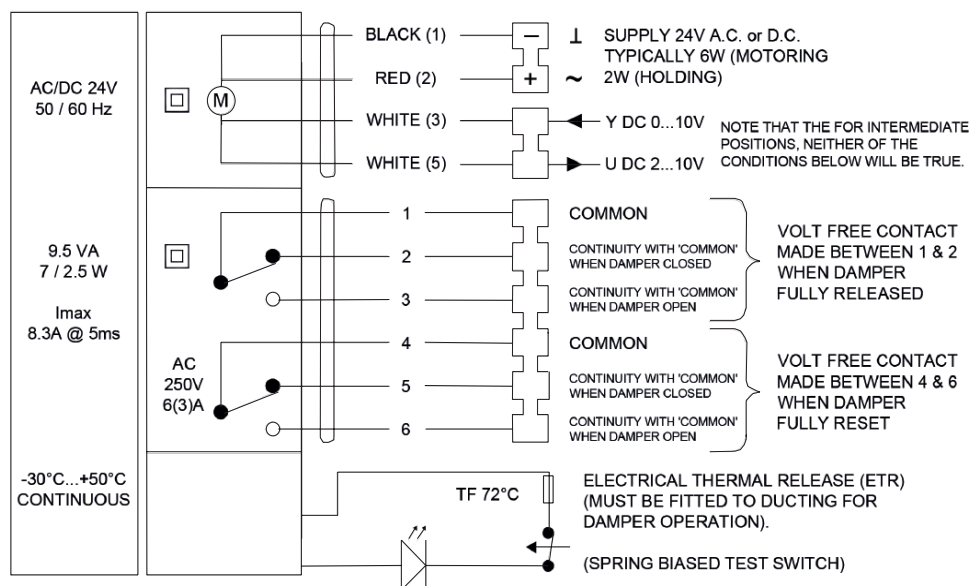 AC/DC 24V
50 / 60 Hz
9.5 VA
7 / 2.5 W
Imax
8.3A @ 5ms
-30°C...+50°C
CONTINUOUS
M
AC
250V
6(3)A
BLACK (1)
RED (2)
WHITE (3)
WHITE (5)
1
2
3
4
5
6
−
+
⊥
~
SUPPLY 24V A.C. or D.C.
TYPICALLY 6W (MOTORING
2W (HOLDING)
Y DC 0...10V
U DC 2...10V
NOTE THAT THE FOR INTERMEDIATE
POSITIONS, NEITHER OF THE
CONDITIONS BELOW WILL BE TRUE.
COMMON
CONTINUITY WITH 'COMMON'
WHEN DAMPER CLOSED
CONTINUITY WITH 'COMMON'
WHEN DAMPER OPEN
VOLT FREE CONTACT
MADE BETWEEN 1 & 2
WHEN DAMPER
FULLY RELEASED
COMMON
CONTINUITY WITH 'COMMON'
WHEN DAMPER CLOSED
CONTINUITY WITH 'COMMON'
WHEN DAMPER OPEN
VOLT FREE CONTACT
MADE BETWEEN 4 & 6
WHEN DAMPER
FULLY RESET
TF 72°C
ELECTRICAL THERMAL RELEASE (ETR)
(MUST BE FITTED TO DUCTING FOR
DAMPER OPERATION).
(SPRING BIASED TEST SWITCH)